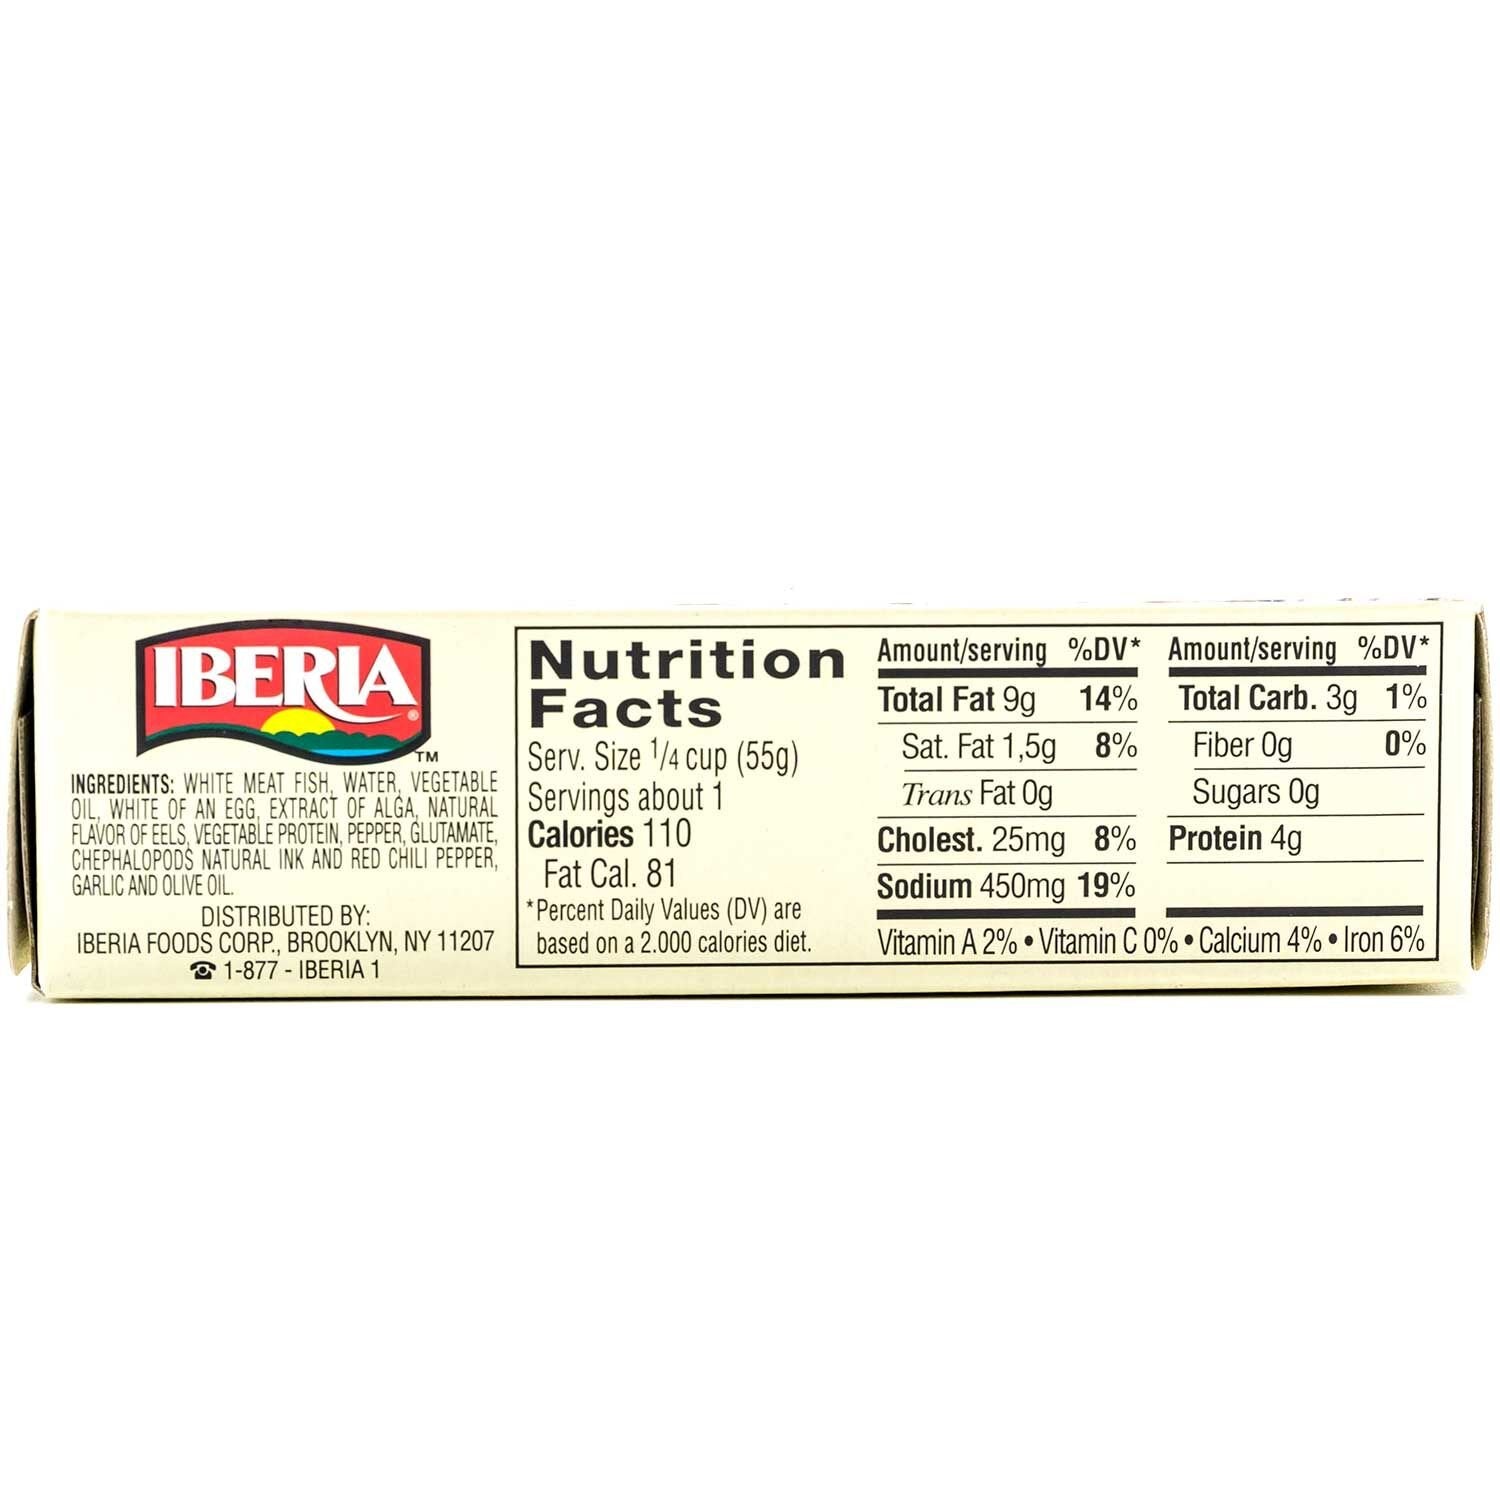 IBERIA
®
TM
INGREDIENTS: WHITE MEAT FISH, WATER, VEGETABLE
OIL, WHITE OF AN EGG, EXTRACT OF ALGA, NATURAL
FLAVOR OF EELS, VEGETABLE PROTEIN, PEPPER, GLUTAMATE,
CHEPHALOPODS NATURAL INK AND RED CHILI PEPPER,
GARLIC AND OLIVE OIL.
DISTRIBUTED BY:
IBERIA FOODS CORP., BROOKLYN, NY 11207
☎ 1-877 - IBERIA 1
Nutrition
Facts
Serv. Size 1/4 cup (55g)
Servings about 1
Calories 110
Fat Cal. 81
*Percent Daily Values (DV) are
based on a 2.000 calories diet.
Amount/serving %DV*
Total Fat 9g 14%
Sat. Fat 1,5g 8%
Trans Fat 0g
Cholest. 25mg 8%
Sodium 450mg 19%
Amount/serving %DV*
Total Carb. 3g 1%
Fiber 0g 0%
Sugars 0g
Protein 4g
Vitamin A 2% • Vitamin C 0% • Calcium 4% • Iron 6%